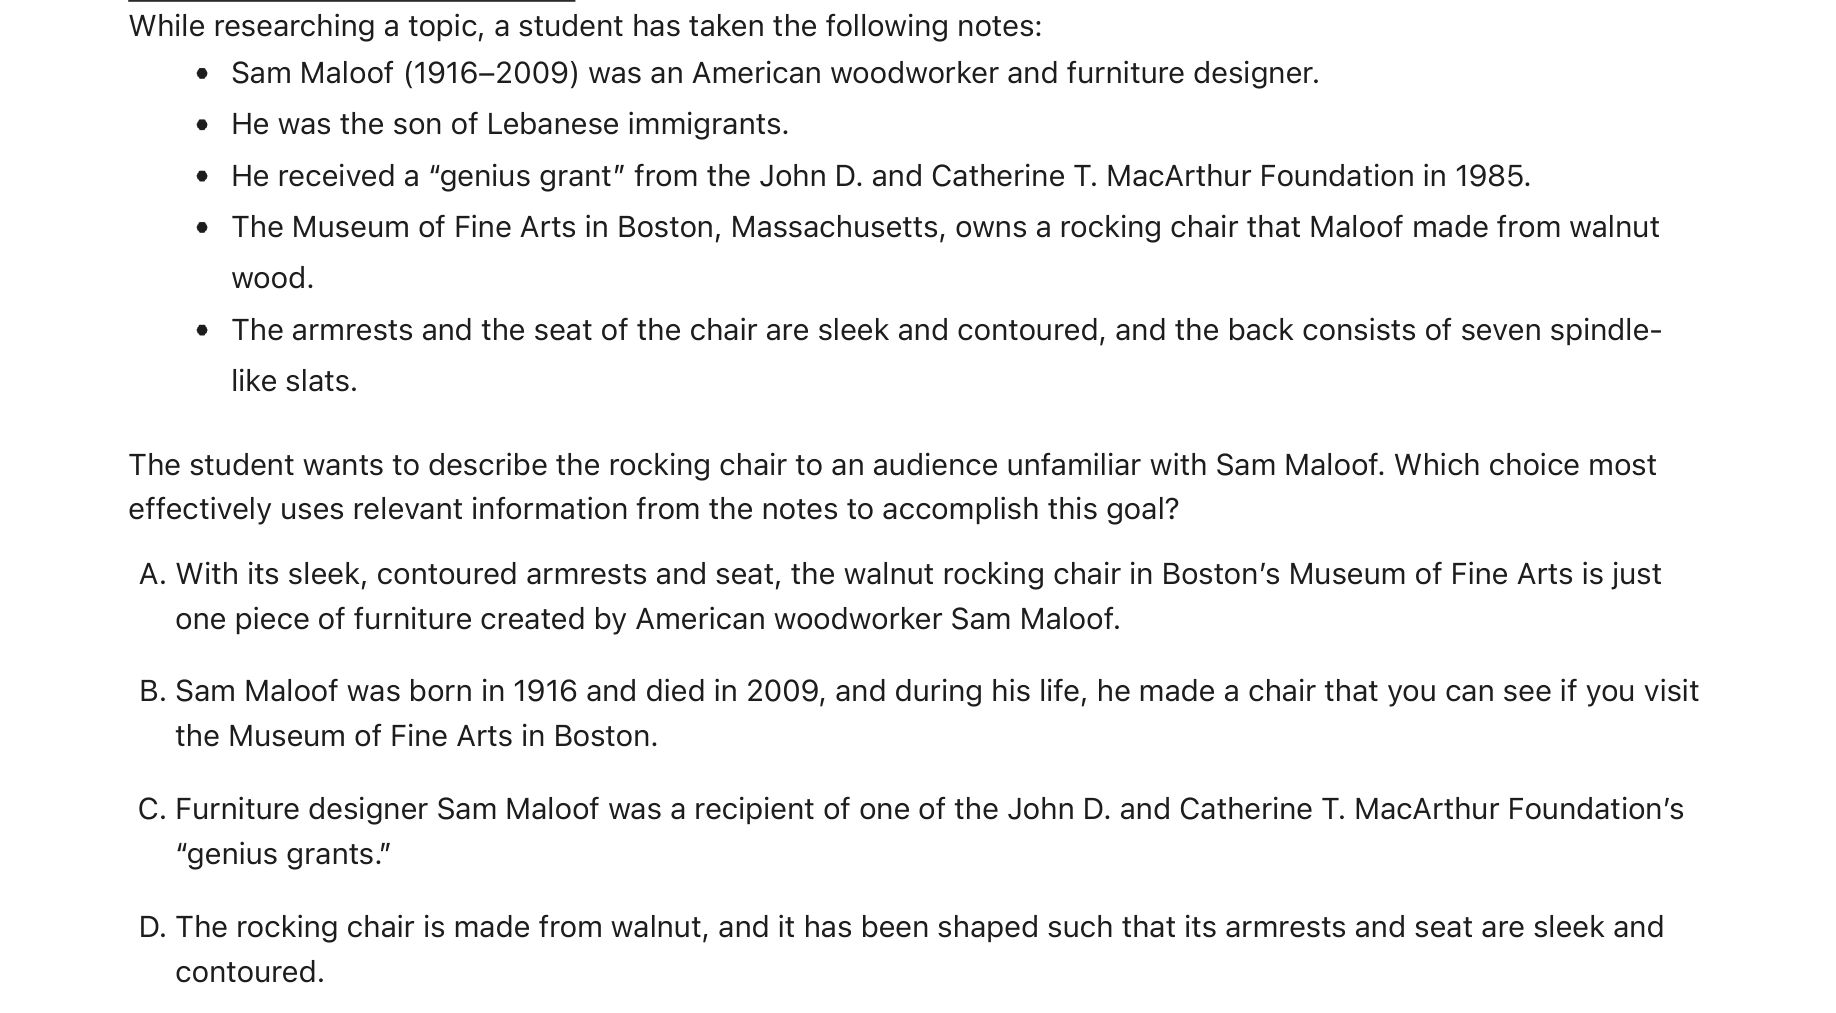 While researching a topic, a student has taken the following notes:
• Sam Maloof (1916–2009) was an American woodworker and furniture designer.
• He was the son of Lebanese immigrants.
• He received a “genius grant” from the John D. and Catherine T. MacArthur Foundation in 1985.
• The Museum of Fine Arts in Boston, Massachusetts, owns a rocking chair that Maloof made from walnut
wood.
• The armrests and the seat of the chair are sleek and contoured, and the back consists of seven spindle-
like slats.
The student wants to describe the rocking chair to an audience unfamiliar with Sam Maloof. Which choice most
effectively uses relevant information from the notes to accomplish this goal?
A. With its sleek, contoured armrests and seat, the walnut rocking chair in Boston’s Museum of Fine Arts is just
one piece of furniture created by American woodworker Sam Maloof.
B. Sam Maloof was born in 1916 and died in 2009, and during his life, he made a chair that you can see if you visit
the Museum of Fine Arts in Boston.
C. Furniture designer Sam Maloof was a recipient of one of the John D. and Catherine T. MacArthur Foundation’s
“genius grants.”
D. The rocking chair is made from walnut, and it has been shaped such that its armrests and seat are sleek and
contoured.